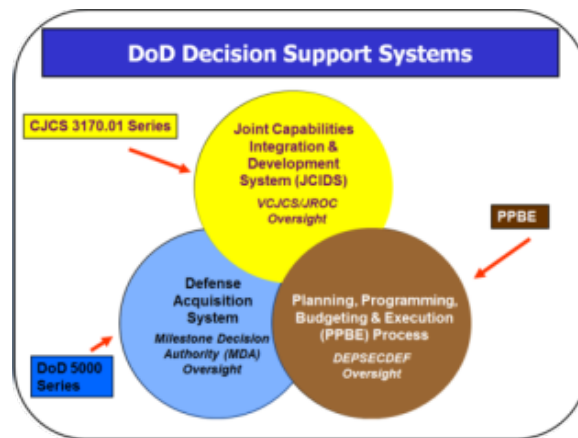 DoD Decision Support Systems
CJCS 3170.01 Series
Joint Capabilities
Integration &
Development
System (JCIDS)
VCJCS/JROC
Oversight
PPBE
Defense
Acquisition
System
Milestone Decision
Authority (MDA)
Oversight
Planning, Programming,
Budgeting & Execution
(PPBE) Process
DEPSECDEF
Oversight
DoD 5000
Series